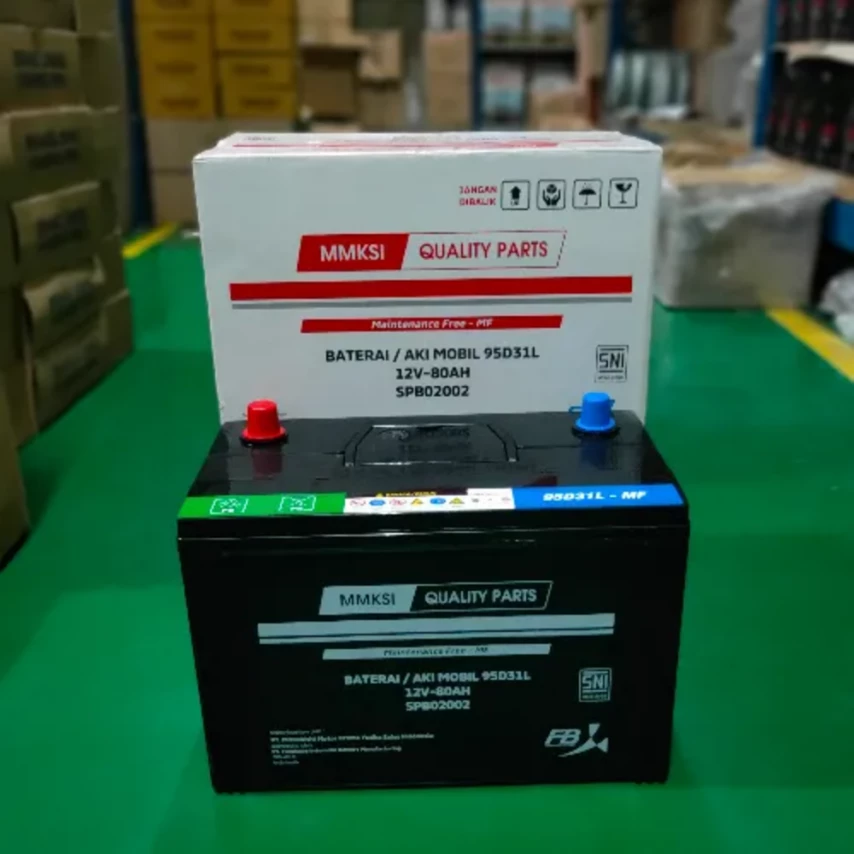 JANGAN
DIBALIK
MMKSI QUALITY PARTS
Maintenance Free - MF
BATERAI / AKI MOBIL 95D31L
12V-80AH
SPB02002
SNI
95D31L - MF
MMKSI QUALITY PARTS
Maintenance Free - MF
BATERAI / AKI MOBIL 95D31L
12V-80AH
SPB02002
SNI
FB